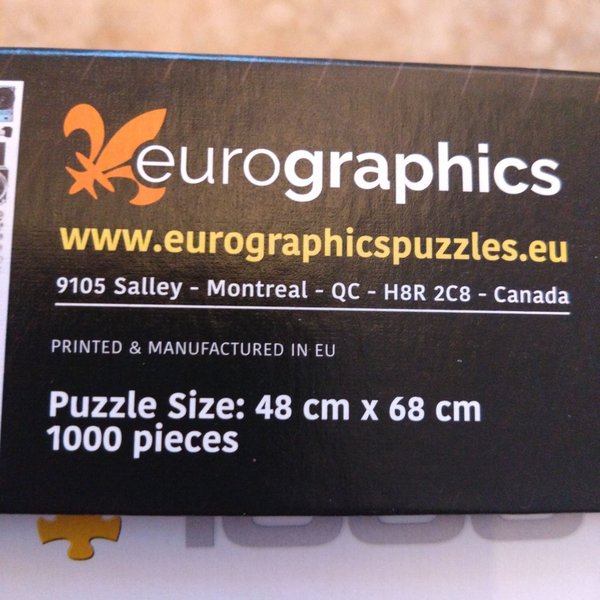 eurographics
www.eurographicspuzzles.eu
9105 Salley - Montreal - QC - H8R 2C8 - Canada
PRINTED & MANUFACTURED IN EU
Puzzle Size: 48 cm x 68 cm
1000 pieces